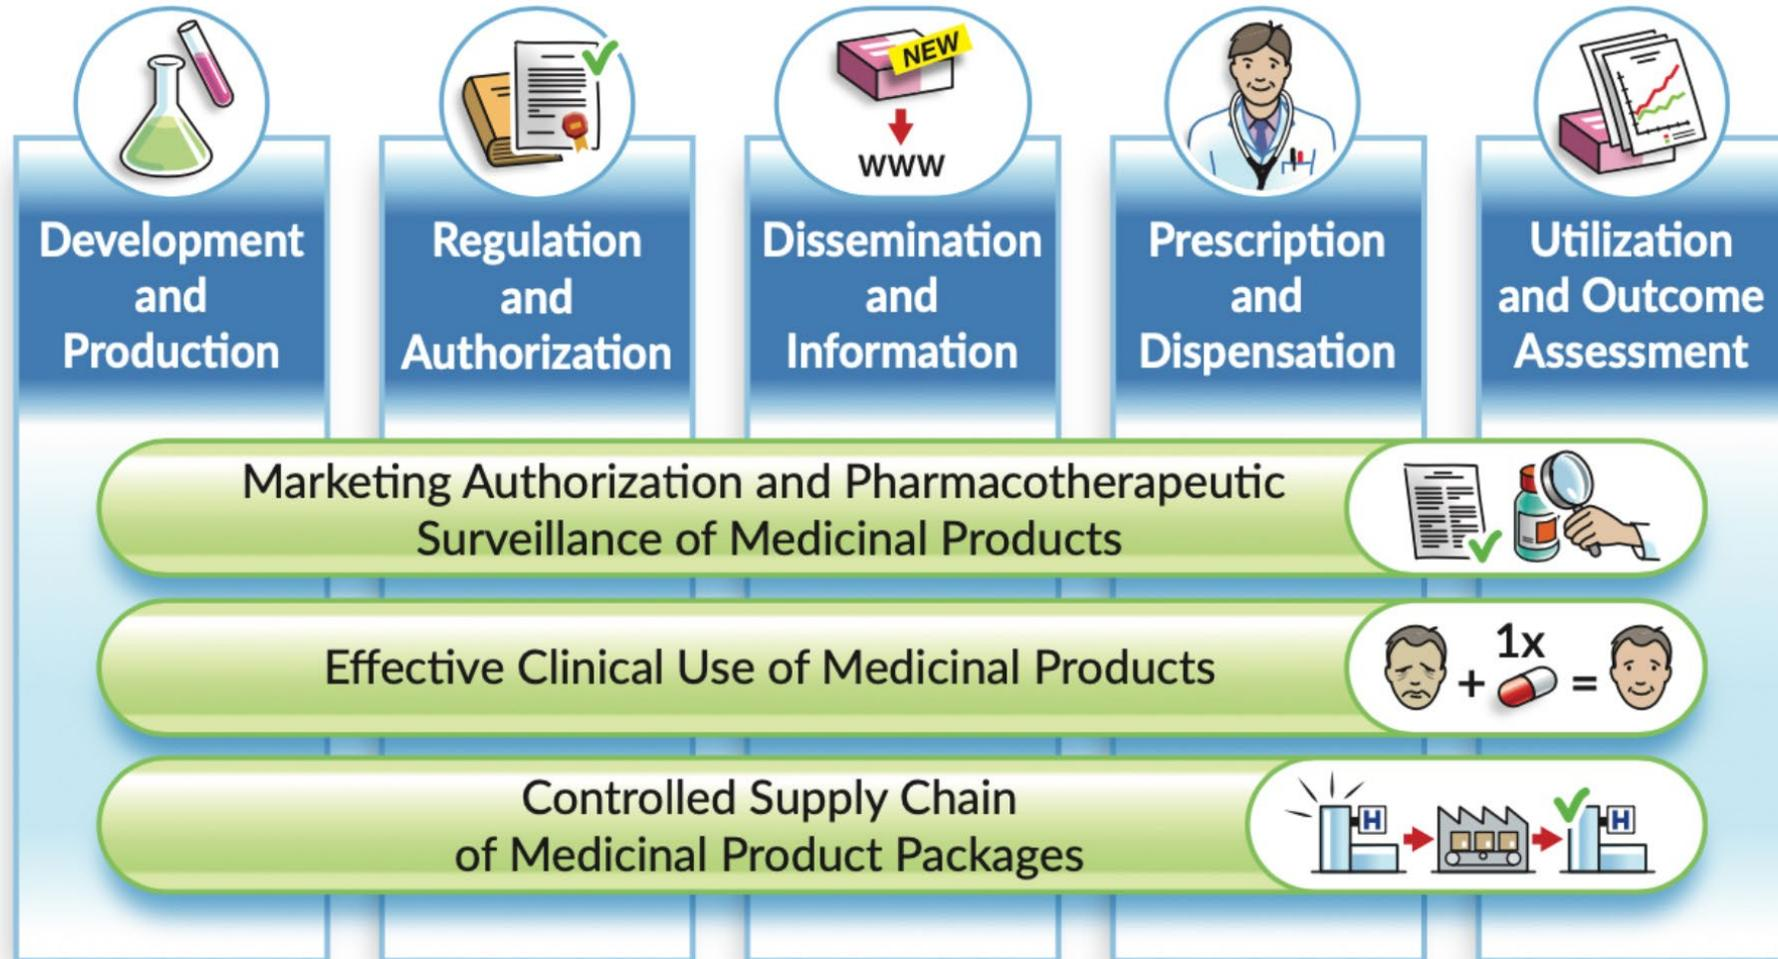 NEW
WWW
Development
and
Production
Regulation
and
Authorization
Dissemination
and
Information
Prescription
and
Dispensation
Utilization
and Outcome
Assessment
Marketing Authorization and Pharmacotherapeutic
Surveillance of Medicinal Products
Effective Clinical Use of Medicinal Products
1x
+ =
Controlled Supply Chain
of Medicinal Product Packages
H H